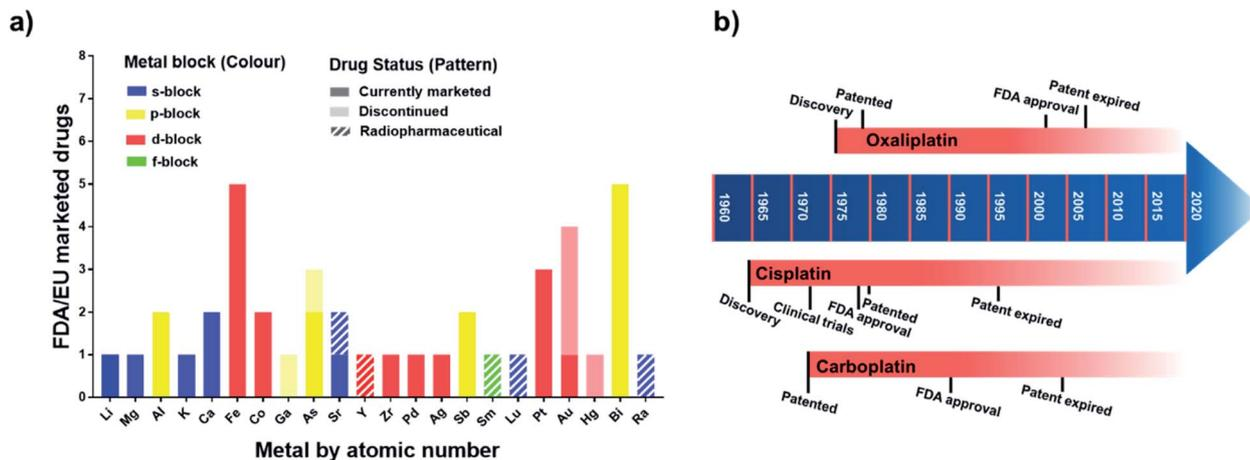 a)
FDA/EU marketed drugs
8
7
6
5
4
3
2
1
0
Metal block (Colour)
s-block
p-block
d-block
f-block
Drug Status (Pattern)
Currently marketed
Discontinued
Radiopharmaceutical
Li
Mg
Al
K
Ca
Fe
Co
Ga
As
Sr
Y
Zr
Pd
Ag
Sb
Sm
Lu
Pt
Au
Hg
Bi
Ra
Metal by atomic number
b)
Discovery
Patented
FDA approval
Patent expired
Oxaliplatin
1960
1965
1970
1975
1980
1985
1990
1995
2000
2005
2010
2015
2020
Cisplatin
Discovery
Clinical trials
FDA approval
Patented
Patent expired
Carboplatin
Patented
FDA approval
Patent expired